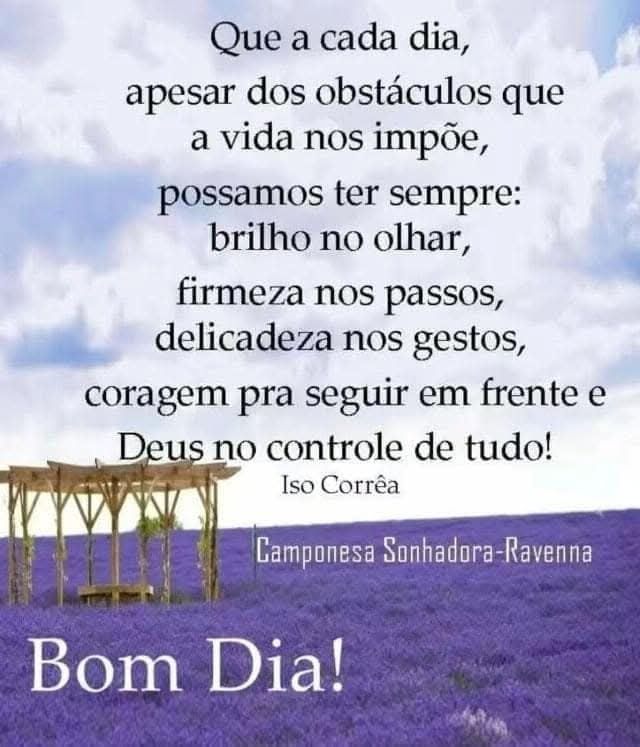 Que a cada dia,
apesar dos obstáculos que
a vida nos impõe,
possamos ter sempre:
brilho no olhar,
firmeza nos passos,
delicadeza nos gestos,
coragem pra seguir em frente e
Deus no controle de tudo!
Iso Corrêa
Camponesa Sonhadora-Ravenna
Bom Dia!